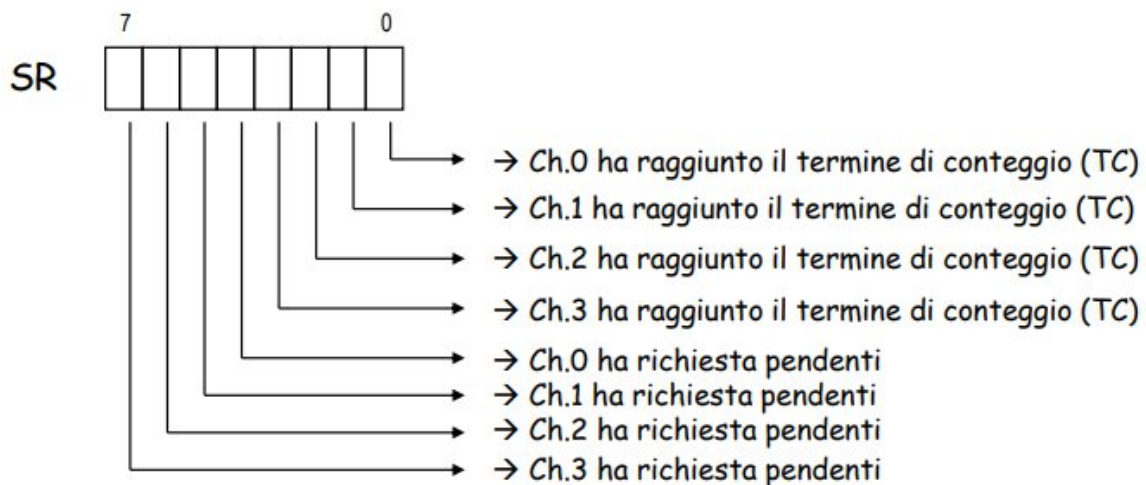 7 0
SR
→ Ch.0 ha raggiunto il termine di conteggio (TC)
→ Ch.1 ha raggiunto il termine di conteggio (TC)
→ Ch.2 ha raggiunto il termine di conteggio (TC)
→ Ch.3 ha raggiunto il termine di conteggio (TC)
→ Ch.0 ha richiesta pendenti
→ Ch.1 ha richiesta pendenti
→ Ch.2 ha richiesta pendenti
→ Ch.3 ha richiesta pendenti